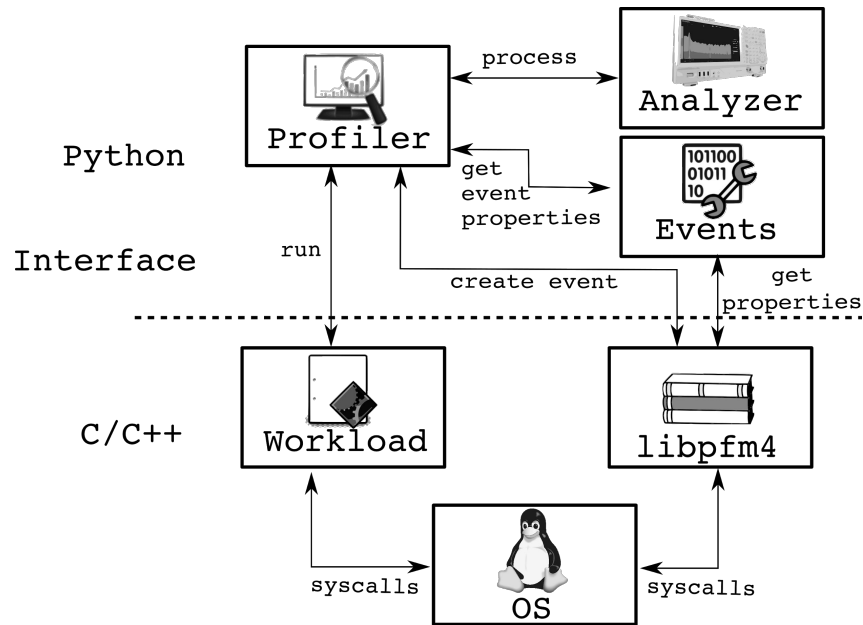 process
Analyzer
Profiler
Python
get
event
properties
101100
01011
10
Events
Interface
run
create event
get
properties
C/C++
Workload
libpfm4
syscalls
syscalls
OS